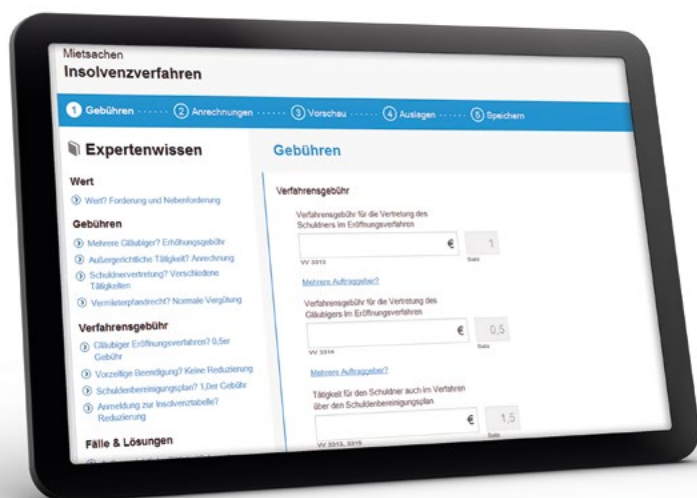 Mietsachen
Insolvenzverfahren
1 Gebühren ...... 2 Anrechnungen ...... 3 Vorschau ...... 4 Auslagen ...... 5 Speichern
Expertenwissen
Wert
Wert? Forderung und Nebenforderung
Gebühren
Mehrere Gläubiger? Erhöhungsgebühr
Außergerichtliche Tätigkeit? Anrechnung
Schuldnervertretung? Verschiedene
Tätigkeiten
Vermieterpfandrecht? Normale Vergütung
Verfahrensgebühr
Gläubiger Eröffnungsverfahren? 0,5er
Gebühr
Vorzeitige Beendigung? Keine Reduzierung
Schuldenbereinigungsplan? 1,0er Gebühr
Anmeldung zur Insolvenztabelle?
Reduzierung
Fälle & Lösungen
Gebühren
Verfahrensgebühr
Verfahrensgebühr für die Vertretung des
Schuldners im Eröffnungsverfahren
€ 1
VV 3313 Satz
Mehrere Auftraggeber?
Verfahrensgebühr für die Vertretung des
Gläubigers im Eröffnungsverfahren
€ 0,5
VV 3314 Satz
Mehrere Auftraggeber?
Tätigkeit für den Schuldner auch im Verfahren
über den Schuldenbereinigungsplan
€ 1,5
VV 3313, 3315 Satz